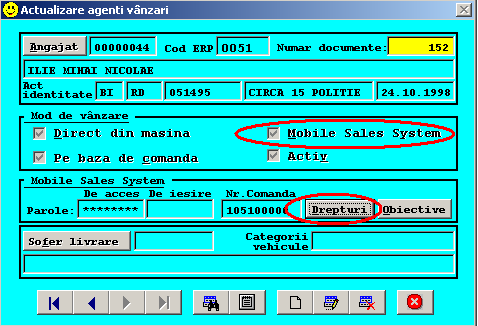 Actualizare agenti vânzari
Angajat 00000044 Cod ERP 0051 Numar documente: 152
ILIE MIHAI NICOLAE
Act identitate BI RD 051495 CIRCA 15 POLITIE 24.10.1998
Mod de vânzare
Direct din masina Mobile Sales System
Pe baza de comanda Activ
Mobile Sales System
De acces De iesire Nr.Comanda
Parole: ******** 10510000 Drepturi Obiective
Sofer livrare Categorii vehicule